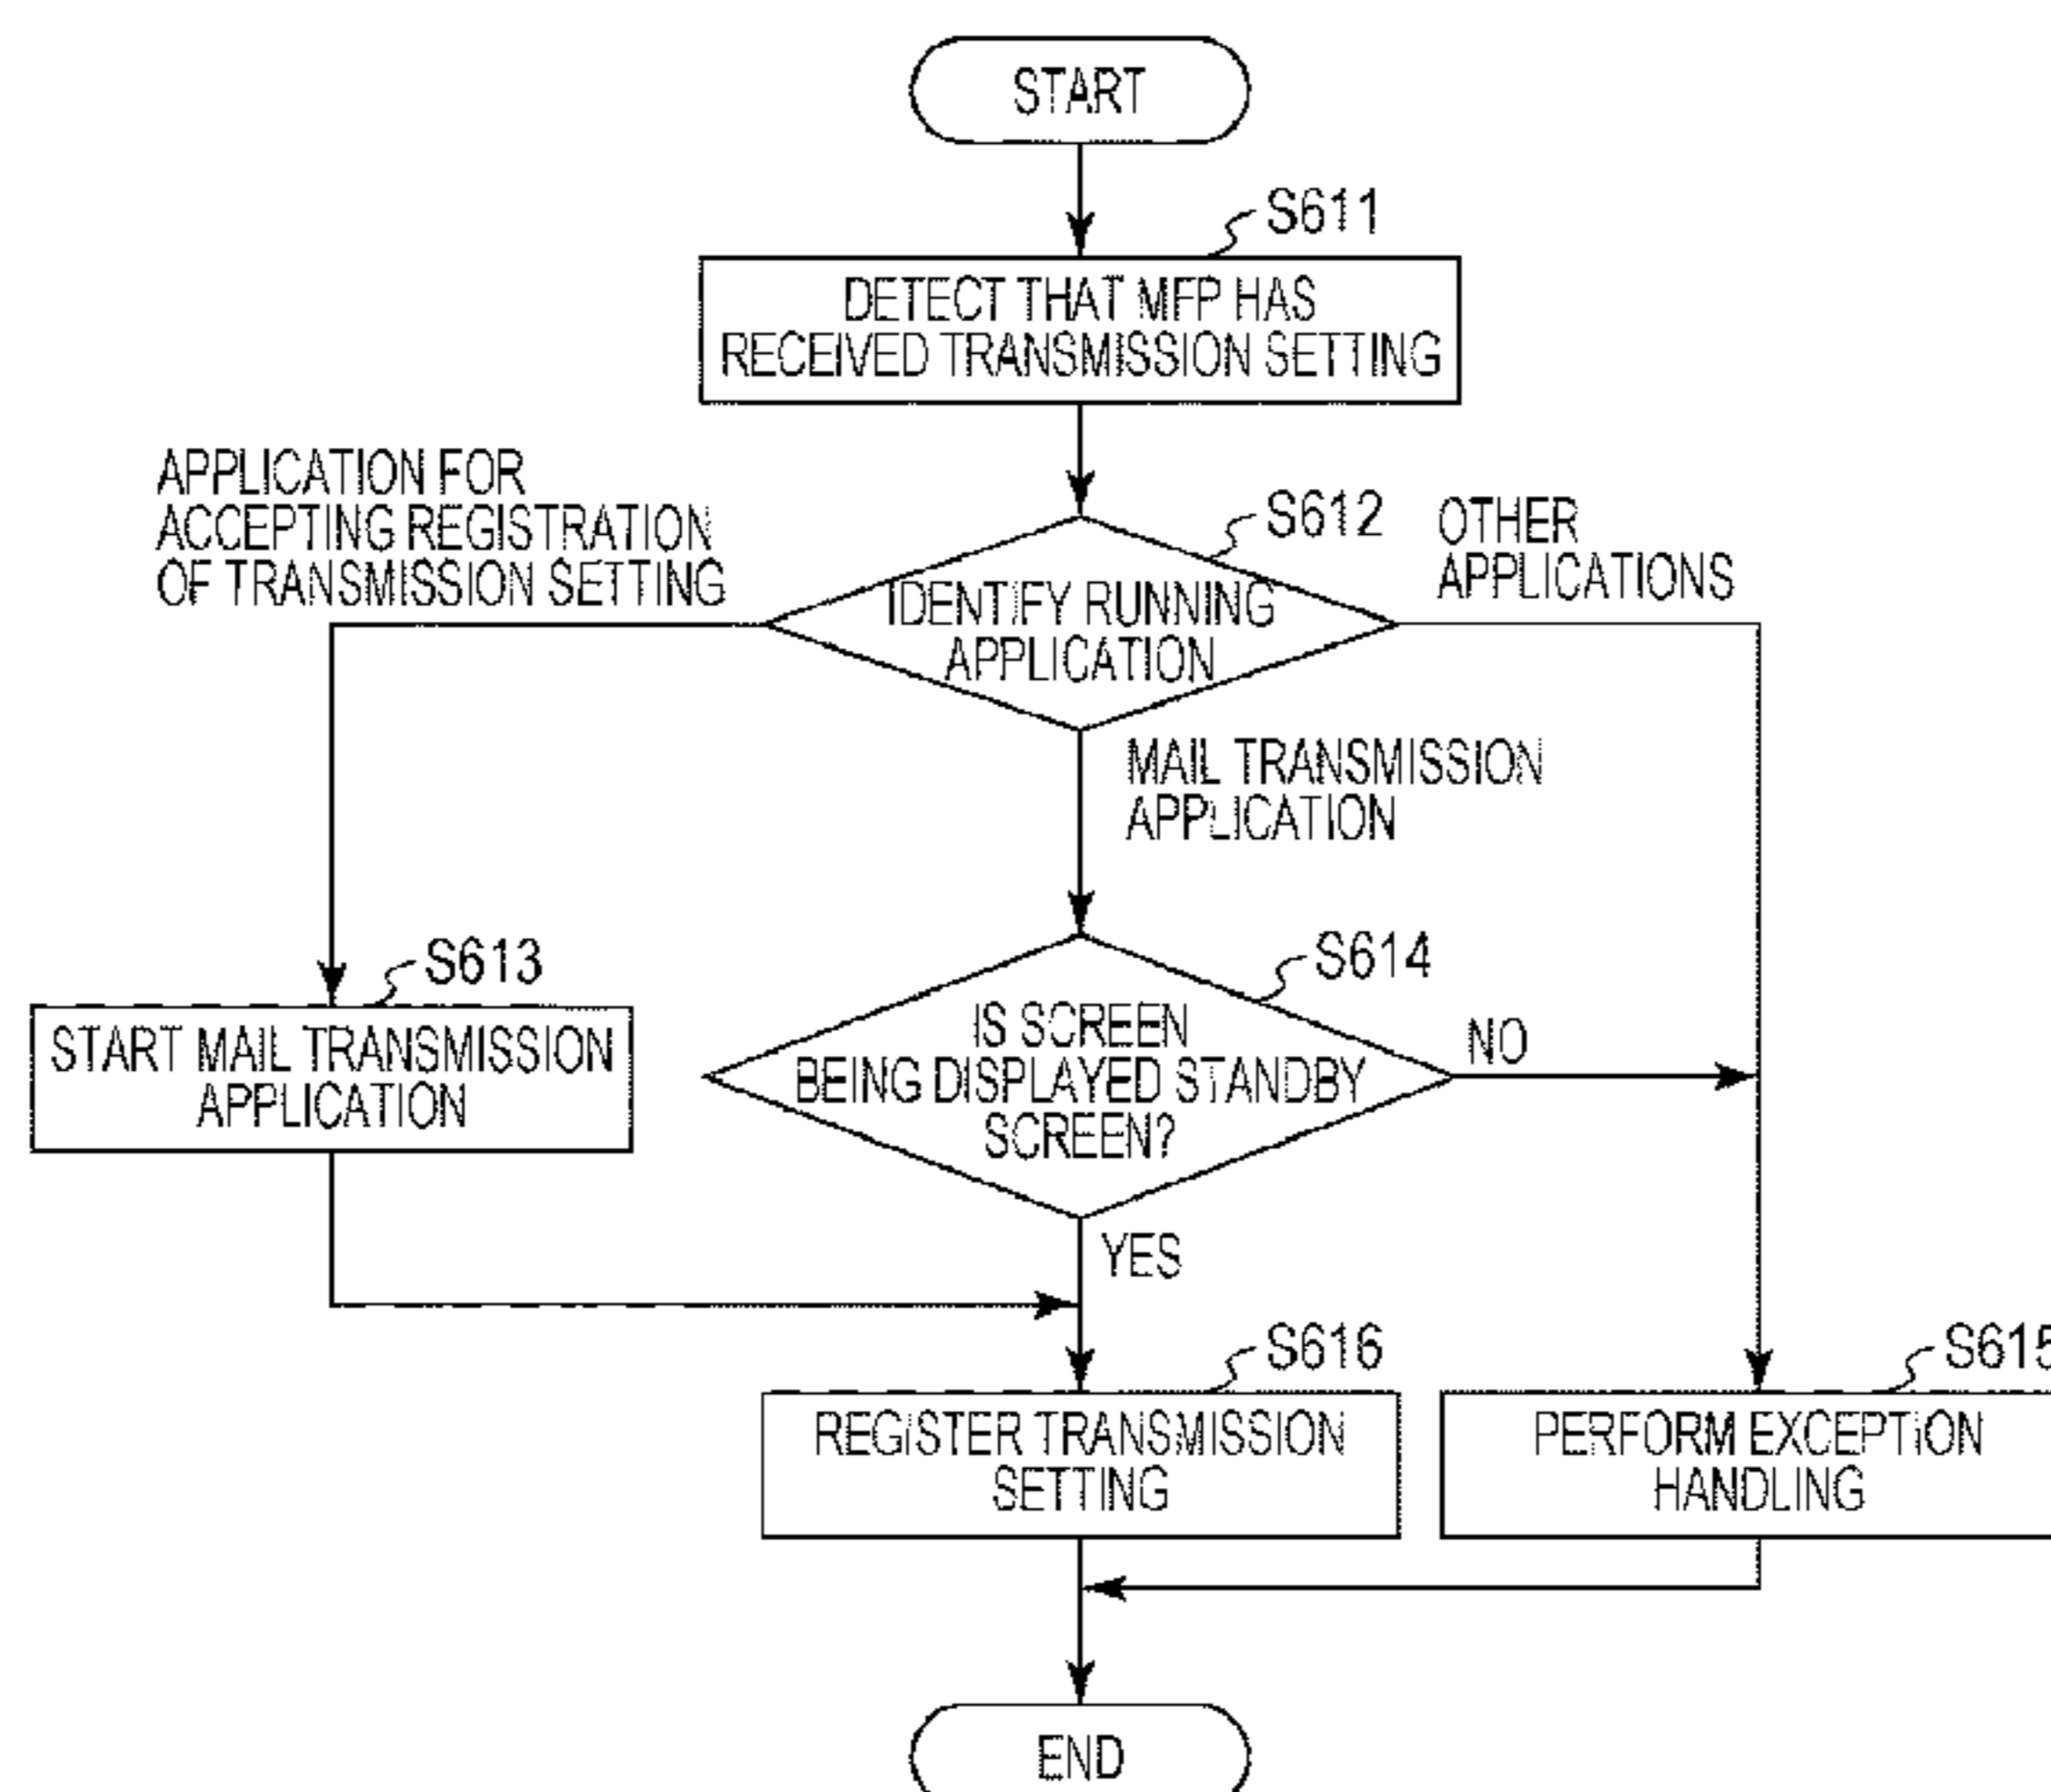 START
S611
DETECT THAT MFP HAS
RECEIVED TRANSMISSION SETTING
APPLICATION FOR
ACCEPTING REGISTRATION
OF TRANSMISSION SETTING
S612
OTHER
APPLICATIONS
IDENTIFY RUNNING
APPLICATION
MAIL TRANSMISSION
APPLICATION
S613
START MAIL TRANSMISSION
APPLICATION
S614
IS SCREEN
BEING DISPLAYED STANDBY
SCREEN?
NO
YES
S616
REGISTER TRANSMISSION
SETTING
S615
PERFORM EXCEPTION
HANDLING
END